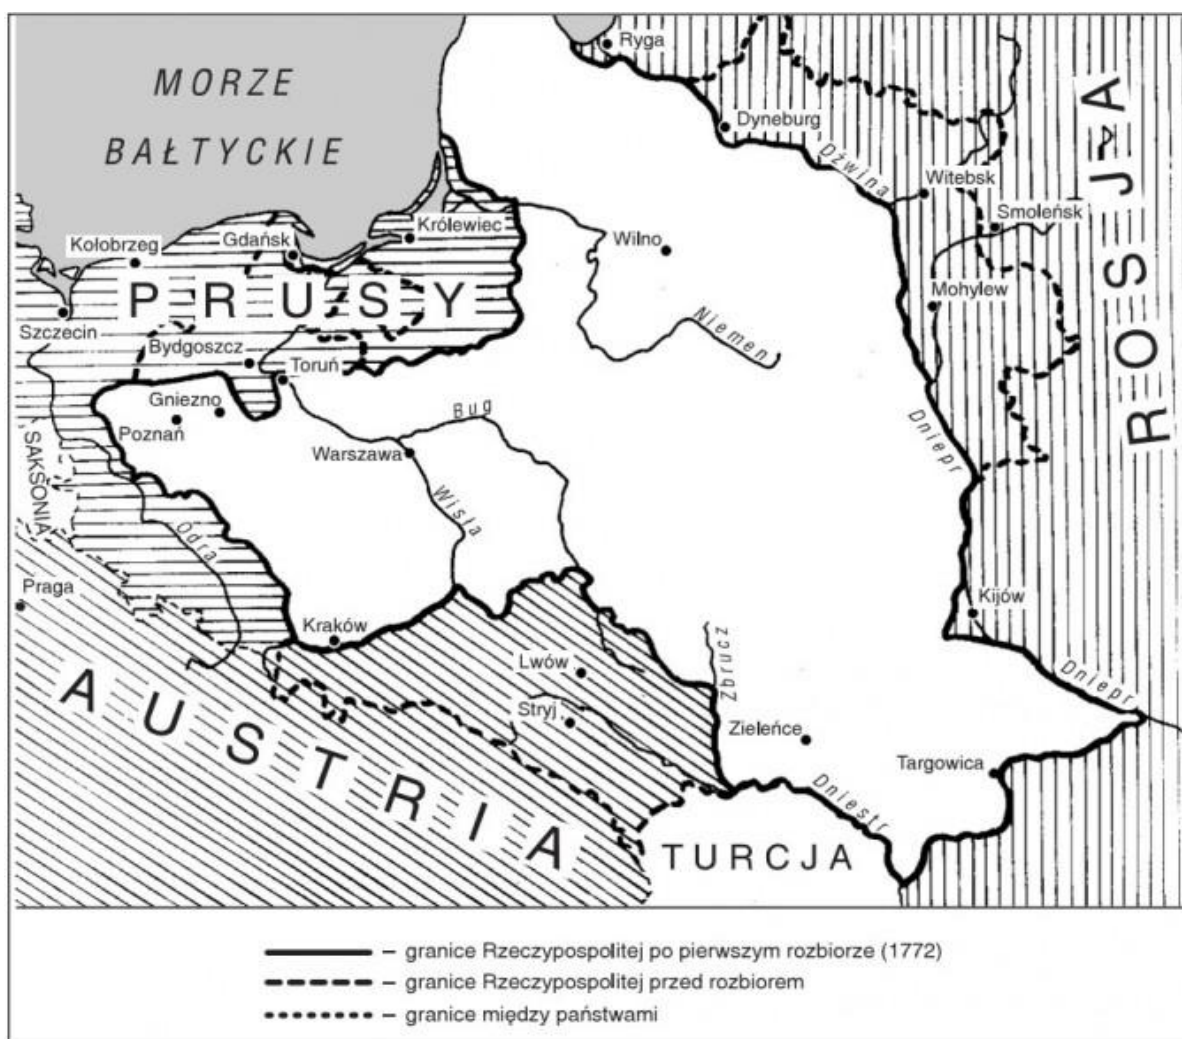 MORZE
BAŁTYCKIE
Ryga
Dyneburg
Dźwina
Witebsk
Smoleńsk
ROSJA
Królewiec
Gdańsk
Kołobrzeg
Wilno
PRUSY
Mohylew
Szczecin
Niemen
Bydgoszcz
Toruń
Gniezno
Poznań
Bug
Dniepr
SAKSONIA
Warszawa
Wisła
Odra
Praga
Kijów
Kraków
Zbrucz
Lwów
Dniepr
AUSTRIA
Stryj
Zieleńce
Targowica
Dniestr
TURCJA
– granice Rzeczypospolitej po pierwszym rozbiorze (1772)
– granice Rzeczypospolitej przed rozbiorem
– granice między państwami